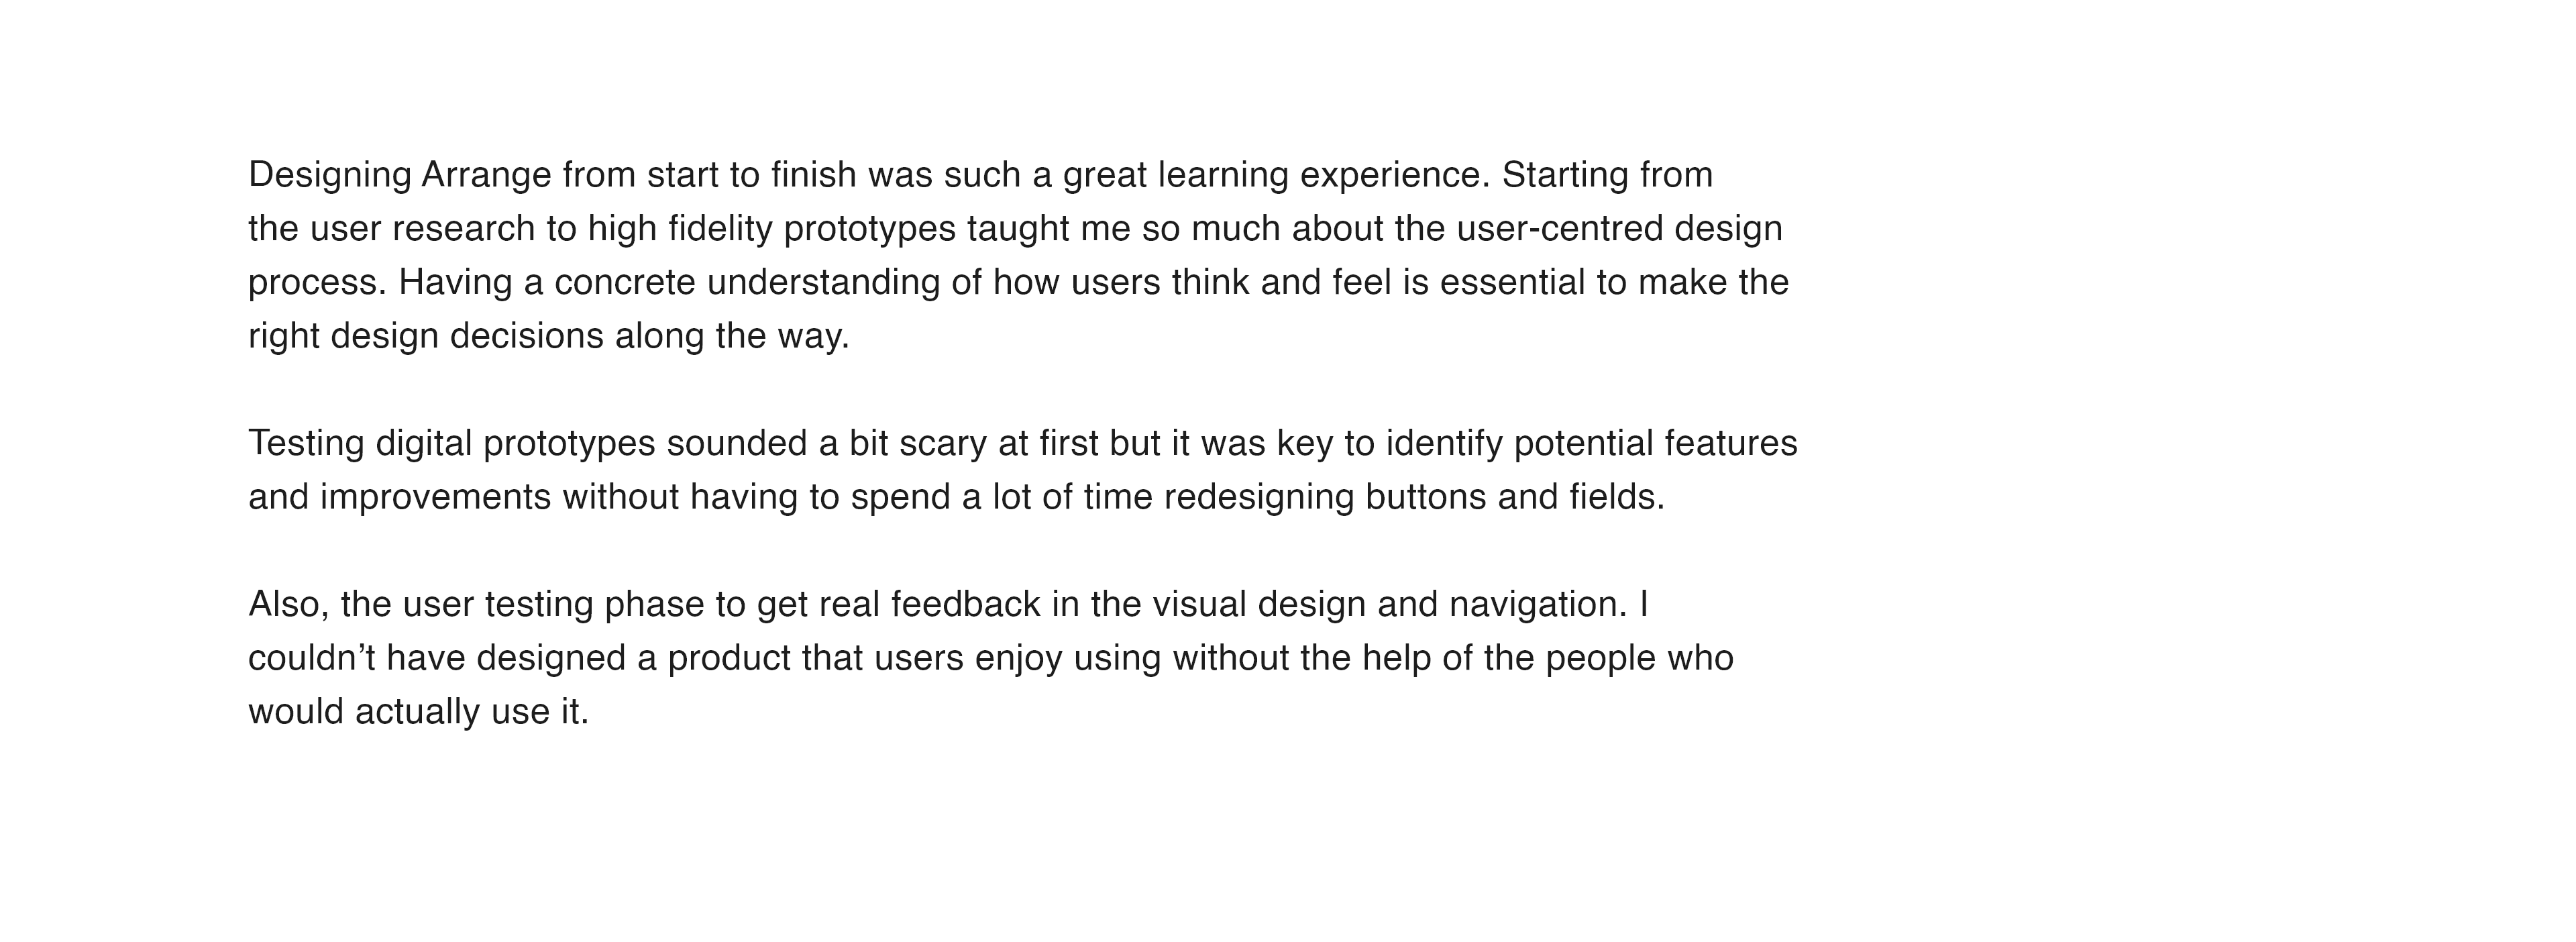 Designing Arrange from start to finish was such a great learning experience. Starting from
the user research to high fidelity prototypes taught me so much about the user-centred design
process. Having a concrete understanding of how users think and feel is essential to make the
right design decisions along the way.
Testing digital prototypes sounded a bit scary at first but it was key to identify potential features
and improvements without having to spend a lot of time redesigning buttons and fields.
Also, the user testing phase to get real feedback in the visual design and navigation. I
couldn’t have designed a product that users enjoy using without the help of the people who
would actually use it.